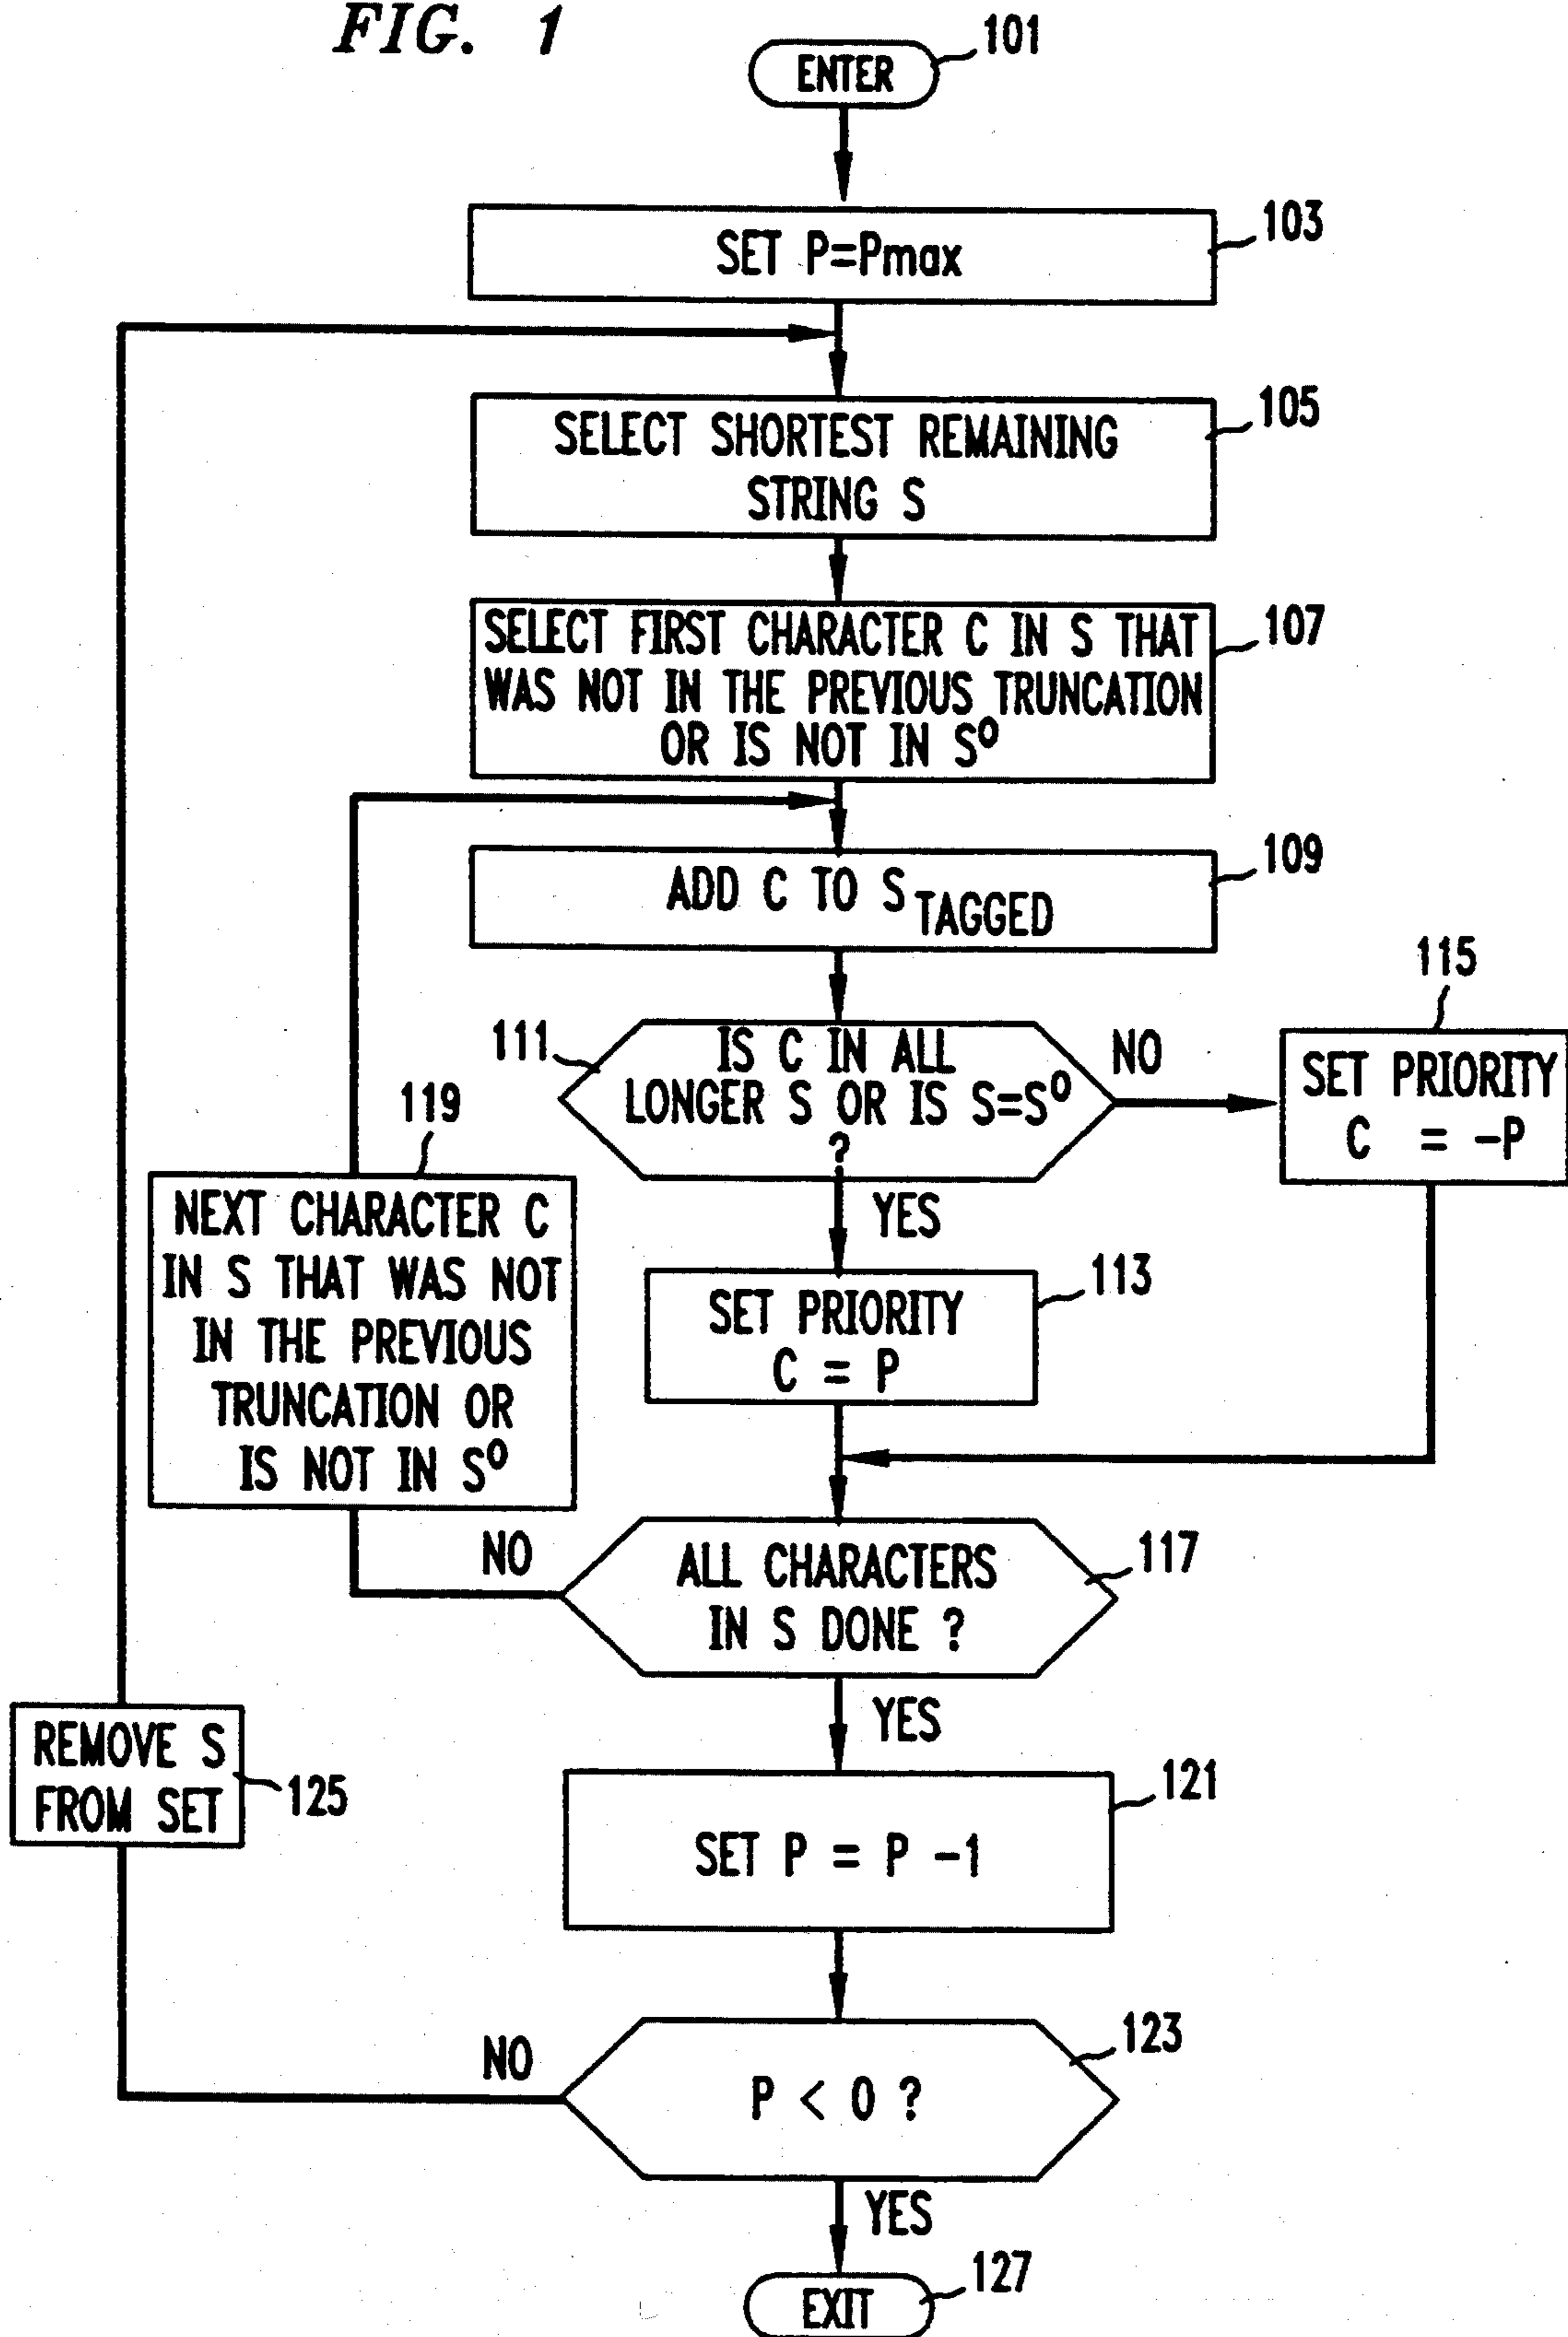 FIG. 1
ENTER
101
SET P=Pmax
103
SELECT SHORTEST REMAINING
STRING S
105
SELECT FIRST CHARACTER C IN S THAT
WAS NOT IN THE PREVIOUS TRUNCATION
OR IS NOT IN S⁰
107
ADD C TO S TAGGED
109
111
IS C IN ALL
LONGER S OR IS S=S⁰
?
NO
115
SET PRIORITY
C = -P
119
NEXT CHARACTER C
IN S THAT WAS NOT
IN THE PREVIOUS
TRUNCATION OR
IS NOT IN S⁰
YES
SET PRIORITY
C = P
113
NO
ALL CHARACTERS
IN S DONE ?
117
YES
REMOVE S
FROM SET
125
SET P = P -1
121
NO
P < 0 ?
123
YES
EXIT
127